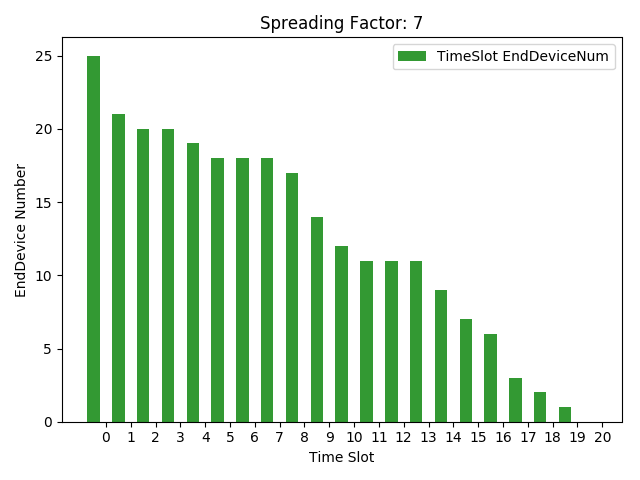 Spreading Factor: 7
TimeSlot EndDeviceNum
EndDevice Number
25
20
15
10
5
0
0 1 2 3 4 5 6 7 8 9 10 11 12 13 14 15 16 17 18 19 20
Time Slot